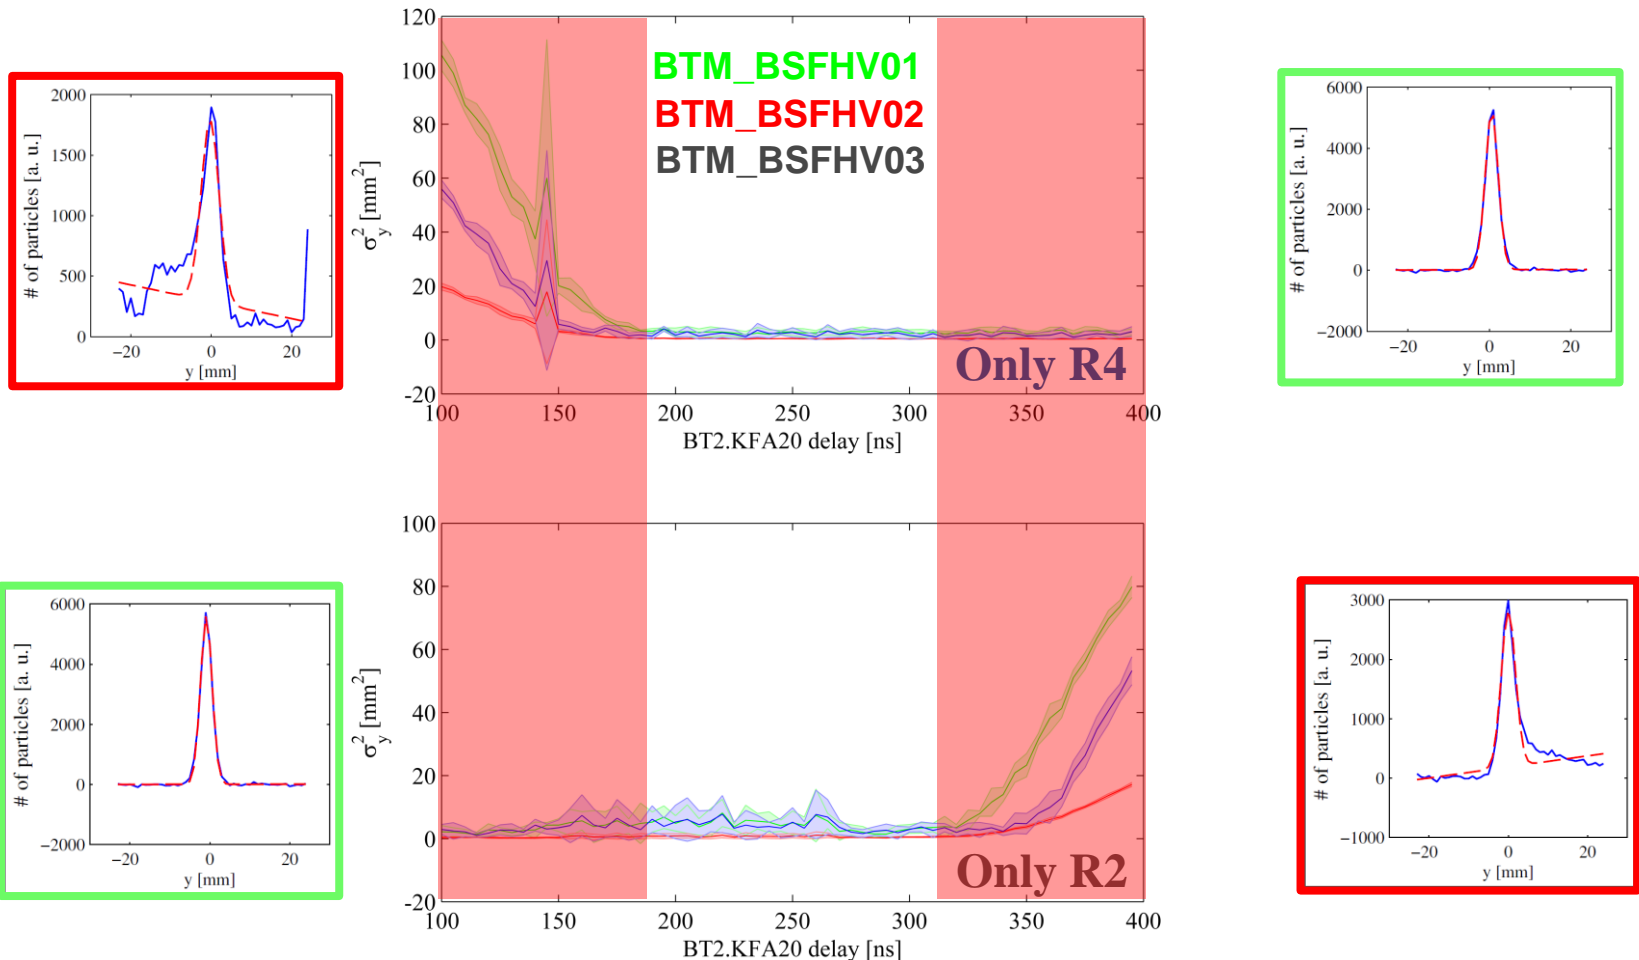 BTM_BSFHV01
BTM_BSFHV02
BTM_BSFHV03
120
100
80
60
40
20
0
−20
σy² [mm²]
100 150 200 250 300 350 400
BT2.KFA20 delay [ns]
Only R4
2000
1500
1000
500
0
# of particles [a. u.]
−20 0 20
y [mm]
6000
4000
2000
0
−2000
# of particles [a. u.]
−20 0 20
y [mm]
100
80
60
40
20
0
−20
σy² [mm²]
100 150 200 250 300 350 400
BT2.KFA20 delay [ns]
Only R2
6000
4000
2000
0
−2000
# of particles [a. u.]
−20 0 20
y [mm]
3000
1000
1000
0
−1000
# of particles [a. u.]
−20 0 20
y [mm]